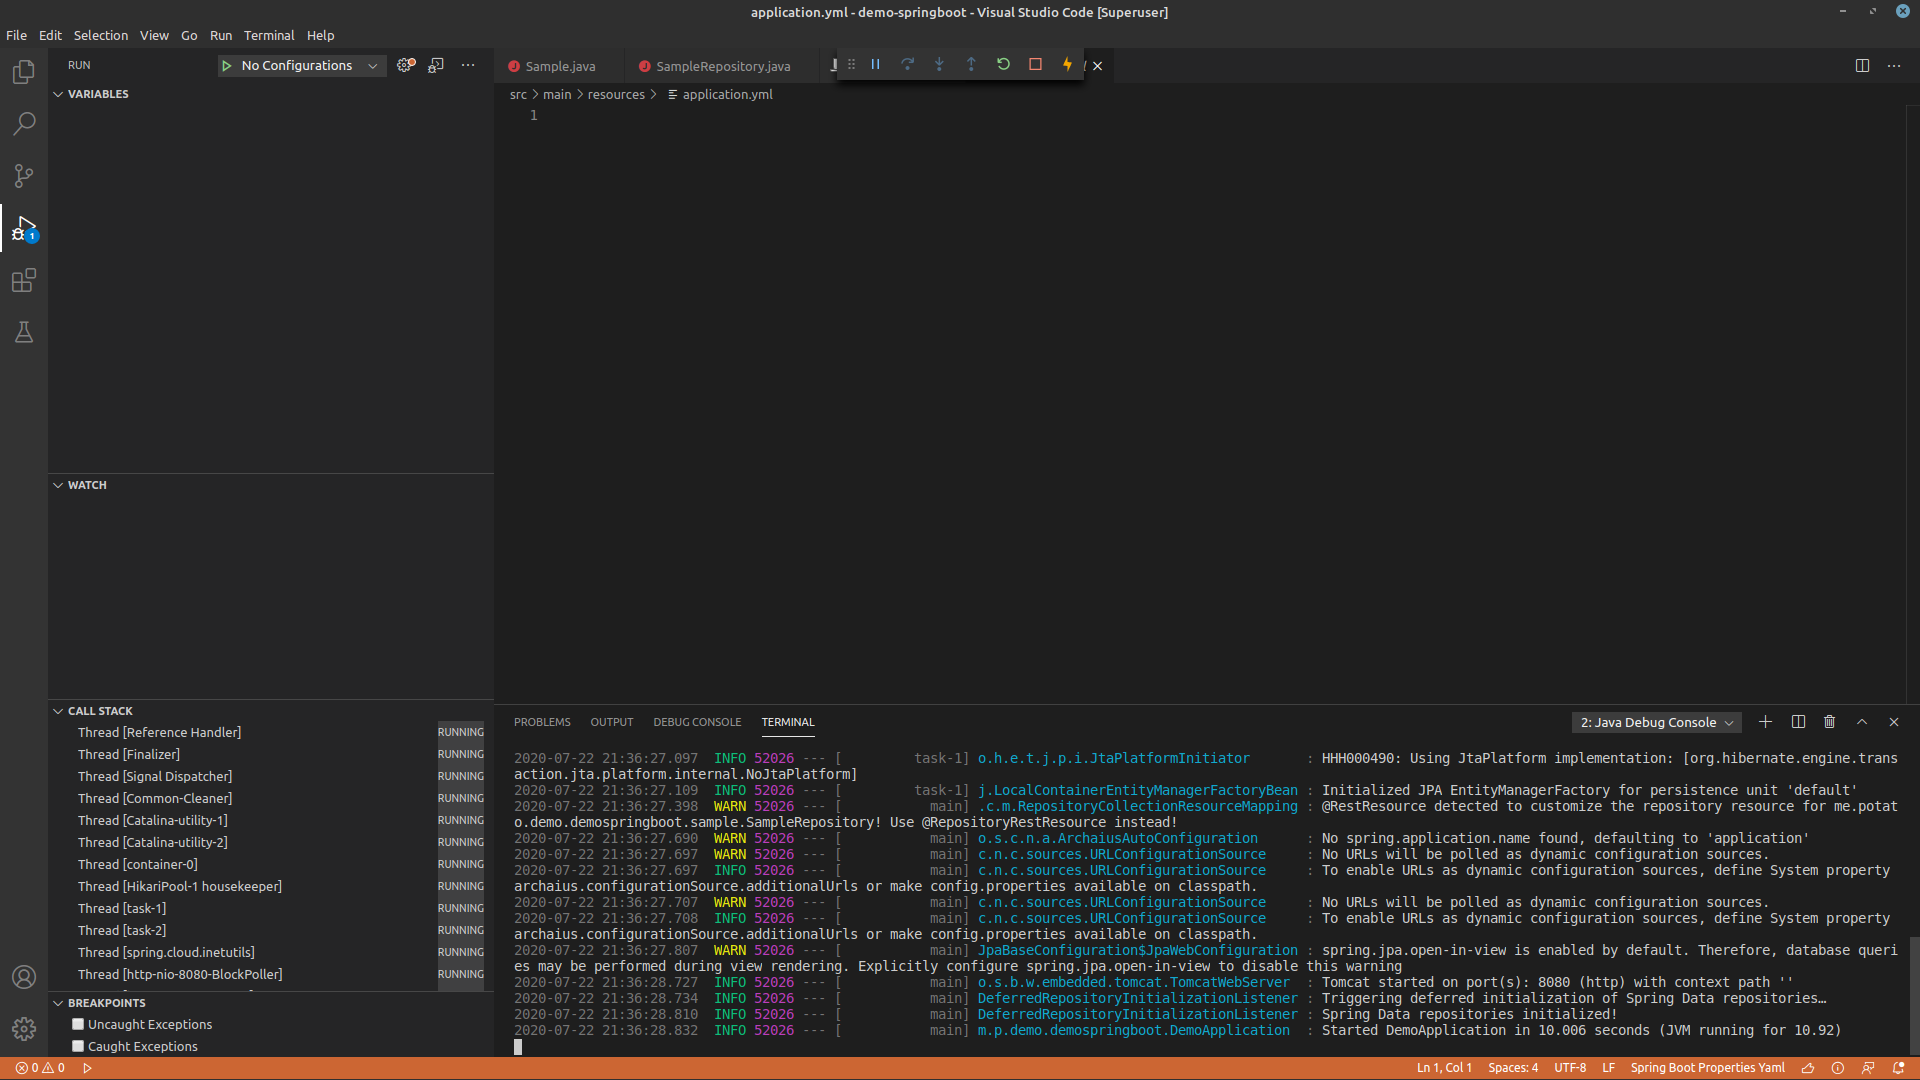 application.yml - demo-springboot - Visual Studio Code [Superuser]
File Edit Selection View Go Run Terminal Help
RUN No Configurations
Sample.java SampleRepository.java
src main resources application.yml
1
VARIABLES
WATCH
CALL STACK
Thread [Reference Handler] RUNNING
Thread [Finalizer] RUNNING
Thread [Signal Dispatcher] RUNNING
Thread [Common-Cleaner] RUNNING
Thread [Catalina-utility-1] RUNNING
Thread [Catalina-utility-2] RUNNING
Thread [container-0] RUNNING
Thread [HikariPool-1 housekeeper] RUNNING
Thread [task-1] RUNNING
Thread [task-2] RUNNING
Thread [spring.cloud.inetutils] RUNNING
Thread [http-nio-8080-BlockPoller] RUNNING
BREAKPOINTS
Uncaught Exceptions
Caught Exceptions
1
PROBLEMS OUTPUT DEBUG CONSOLE TERMINAL 2: Java Debug Console
2020-07-22 21:36:27.097 INFO 52026 --- [ task-1] o.h.e.t.j.p.i.JtaPlatformInitiator : HHH000490: Using JtaPlatform implementation: [org.hibernate.engine.trans
action.jta.platform.internal.NoJtaPlatform]
2020-07-22 21:36:27.109 INFO 52026 --- [ task-1] j.LocalContainerEntityManagerFactoryBean : Initialized JPA EntityManagerFactory for persistence unit 'default'
2020-07-22 21:36:27.398 WARN 52026 --- [ main] .c.m.RepositoryCollectionResourceMapping : @RestResource detected to customize the repository resource for me.potat
o.demo.demospringboot.sample.SampleRepository! Use @RepositoryRestResource instead!
2020-07-22 21:36:27.690 WARN 52026 --- [ main] o.s.c.n.a.ArchaiusAutoConfiguration : No spring.application.name found, defaulting to 'application'
2020-07-22 21:36:27.697 WARN 52026 --- [ main] c.n.c.sources.URLConfigurationSource : No URLs will be polled as dynamic configuration sources.
2020-07-22 21:36:27.697 INFO 52026 --- [ main] c.n.c.sources.URLConfigurationSource : To enable URLs as dynamic configuration sources, define System property
archaius.configurationSource.additionalUrls or make config.properties available on classpath.
2020-07-22 21:36:27.707 WARN 52026 --- [ main] c.n.c.sources.URLConfigurationSource : No URLs will be polled as dynamic configuration sources.
2020-07-22 21:36:27.708 INFO 52026 --- [ main] c.n.c.sources.URLConfigurationSource : To enable URLs as dynamic configuration sources, define System property
archaius.configurationSource.additionalUrls or make config.properties available on classpath.
2020-07-22 21:36:27.807 WARN 52026 --- [ main] JpaBaseConfiguration$JpaWebConfiguration : spring.jpa.open-in-view is enabled by default. Therefore, database queri
es may be performed during view rendering. Explicitly configure spring.jpa.open-in-view to disable this warning
2020-07-22 21:36:28.727 INFO 52026 --- [ main] o.s.b.w.embedded.tomcat.TomcatWebServer : Tomcat started on port(s): 8080 (http) with context path ''
2020-07-22 21:36:28.734 INFO 52026 --- [ main] DeferredRepositoryInitializationListener : Triggering deferred initialization of Spring Data repositories…
2020-07-22 21:36:28.810 INFO 52026 --- [ main] DeferredRepositoryInitializationListener : Spring Data repositories initialized!
2020-07-22 21:36:28.832 INFO 52026 --- [ main] m.p.demo.demospringboot.DemoApplication : Started DemoApplication in 10.006 seconds (JVM running for 10.92)
0 0 Ln 1, Col 1 Spaces: 4 UTF-8 LF Spring Boot Properties Yaml